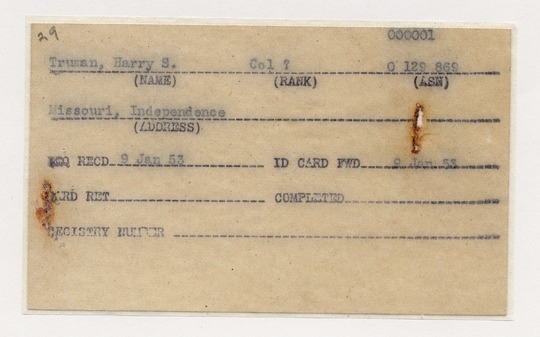 29
000001
Truman, Harry S. Col ? O 129 869
(NAME) (RANK) (ASN)
Missouri, Independence
(ADDRESS)
REQ RECD 9 Jan 53 ID CARD FWD 9 Jan 53
CARD RET COMPLETED
REGISTRY NUMBER